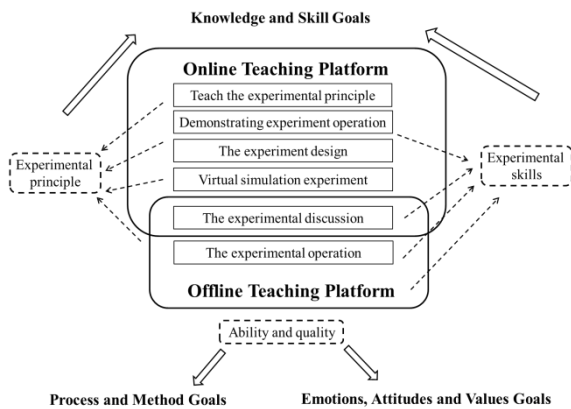 Knowledge and Skill Goals
Online Teaching Platform
Teach the experimental principle
Demonstrating experiment operation
The experiment design
Virtual simulation experiment
Experimental
principle
Experimental
skills
The experimental discussion
The experimental operation
Offline Teaching Platform
Ability and quality
Process and Method Goals
Emotions, Attitudes and Values Goals